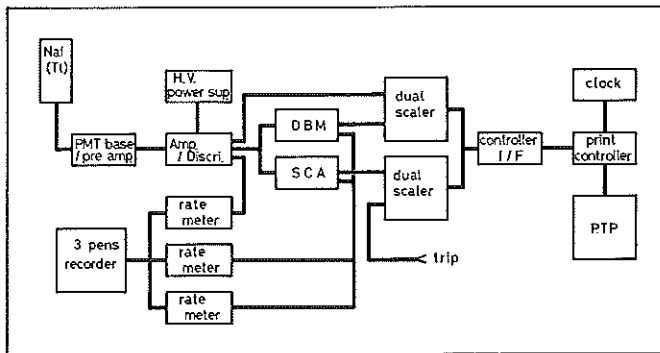 NaI
(Tl)
H.V.
power sup
PMT base
/ pre amp
Amp
/ Discri.
DBM
SCA
dual
scaler
dual
scaler
controller
I / F
clock
print
controller
P.T.P
rate
meter
rate
meter
rate
meter
3 pens
recorder
trip